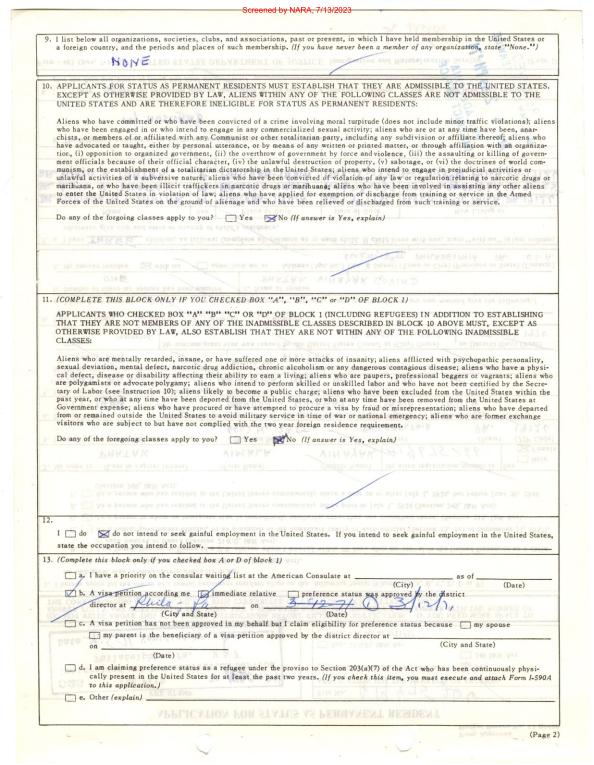 Screened by NARA, 7/13/2023
9. I list below all organizations, societies, clubs, and associations, past or present, in which I have held membership in the United States or
a foreign country, and the periods and places of such membership. (If you have never been a member of any organization, state "None.")
NONE
10. APPLICANTS FOR STATUS AS PERMANENT RESIDENTS MUST ESTABLISH THAT THEY ARE ADMISSIBLE TO THE UNITED STATES.
EXCEPT AS OTHERWISE PROVIDED BY LAW, ALIENS WITHIN ANY OF THE FOLLOWING CLASSES ARE NOT ADMISSIBLE TO THE
UNITED STATES AND ARE THEREFORE INELIGIBLE FOR STATUS AS PERMANENT RESIDENTS:
Aliens who have committed or who have been convicted of a crime involving moral turpitude (does not include minor traffic violations); aliens
who have been engaged in or who intend to engage in any commercialized sexual activity; aliens who are or at any time have been, anar-
chists, or members of or affiliated with any Communist or other totalitarian party, including any subdivision or affiliate thereof; aliens who
have advocated or taught, either by personal utterance, or by means of any written or printed matter, or through affiliation with an organiza-
tion, (i) opposition to organized government, (ii) the overthrow of government by force and violence, (iii) the assaulting or killing of govern-
ment officials because of their official character, (iv) the unlawful destruction of property, (v) sabotage, or (vi) the doctrines of world com-
munism, or the establishment of a totalitarian dictatorship in the United States; aliens who intend to engage in prejudicial activities or
unlawful activities of a subversive nature; aliens who have been convicted of violation of any law or regulation relating to narcotic drugs or
marihuana, or who have been illicit traffickers in narcotic drugs or marihuana; aliens who have been involved in assisting any other aliens
to enter the United States in violation of law; aliens who have applied for exemption or discharge from training or service in the Armed
Forces of the United States on the ground of alienage and who have been relieved or discharged from such training or service.
Do any of the forgoing classes apply to you? Yes No (If answer is Yes, explain)
11. (COMPLETE THIS BLOCK ONLY IF YOU CHECKED BOX "A", "B", "C" or "D" OF BLOCK 1)
APPLICANTS WHO CHECKED BOX "A" "B" "C" OR "D" OF BLOCK 1 (INCLUDING REFUGEES) IN ADDITION TO ESTABLISHING
THAT THEY ARE NOT MEMBERS OF ANY OF THE INADMISSABLE CLASSES DESCRIBED IN BLOCK 10 ABOVE MUST, EXCEPT AS
OTHERWISE PROVIDED BY LAW, ALSO ESTABLISH THAT THEY ARE NOT WITHIN ANY OF THE FOLLOWING INADMISSABLE
CLASSES:
Aliens who are mentally retarded, insane, or have suffered one or more attacks of insanity; aliens afflicted with psychopathic personality,
sexual deviation, mental defect, narcotic drug addiction, chronic alcoholism or any dangerous contagious disease; aliens who have a physi-
cal defect, disease or disability affecting their ability to earn a living; aliens who are paupers, professional beggars or vagrants; aliens who
are polygamists or advocate polygamy; aliens who intend to perform skilled or unskilled labor and who have not been certified by the Secre-
tary of Labor (see Instruction 10); aliens likely to become a public charge; aliens who have been excluded from the United States within the
past year, or who at any time have been deported from the United States, or who at any time have been removed from the United States at
Government expense; aliens who have procured or have attempted to procure a visa by fraud or misrepresentation; aliens who have departed
from or remained outside the United States to avoid military service in time of war or national emergency; aliens who are former exchange
visitors who are subject to but have not complied with the two year foreign residence requirement.
Do any of the foregoing classes apply to you? Yes No (If answer is Yes, explain)
12.
I do do not intend to seek gainful employment in the United States. If you intend to seek gainful employment in the United States,
state the occupation you intend to follow.
13. (Complete this block only if you checked box A or D of block 1)
a. I have a priority on the consular waiting list at the American Consulate at as of
(City) (Date)
b. A visa petition according me immediate relative preference status was approved by the district
director at Phila - Pa on 3-12-71 3/12/71
(City and State) (Date)
c. A visa petition has not been approved in my behalf but I claim eligibility for preference status because my spouse
my parent is the beneficiary of a visa petition approved by the district director at
on (City and State)
(Date)
d. I am claiming preference status as a refugee under the proviso to Section 203(a)(7) of the Act who has been continuously physi-
cally present in the United States for at least the past two years. (If you check this item, you must execute and attach Form I-590A
to this application.)
e. Other (explain)
(Page 2)